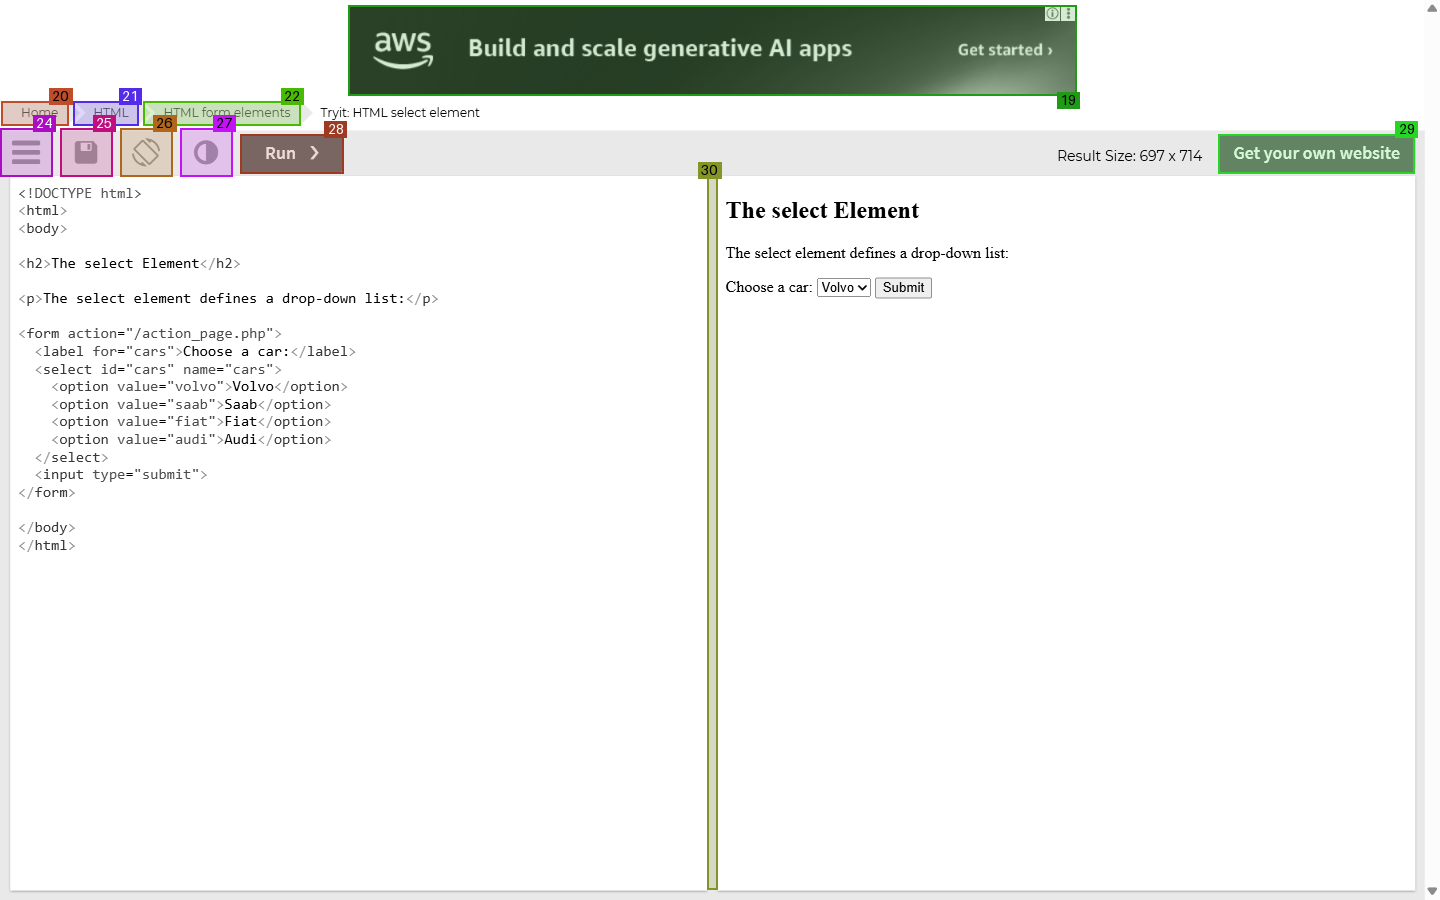 aws
Build and scale generative AI apps
Get started ›
19
20
21
22
Home
HTML
HTML form elements
Tryit: HTML select element
24
25
26
27
28
29
Run ❯
Result Size: 697 x 714
Get your own website
30
<!DOCTYPE html>
<html>
<body>
<h2>The select Element</h2>
<p>The select element defines a drop-down list:</p>
<form action="/action_page.php">
<label for="cars">Choose a car:</label>
<select id="cars" name="cars">
<option value="volvo">Volvo</option>
<option value="saab">Saab</option>
<option value="fiat">Fiat</option>
<option value="audi">Audi</option>
</select>
<input type="submit">
</form>
</body>
</html>
The select Element
The select element defines a drop-down list:
Choose a car: Volvo Submit